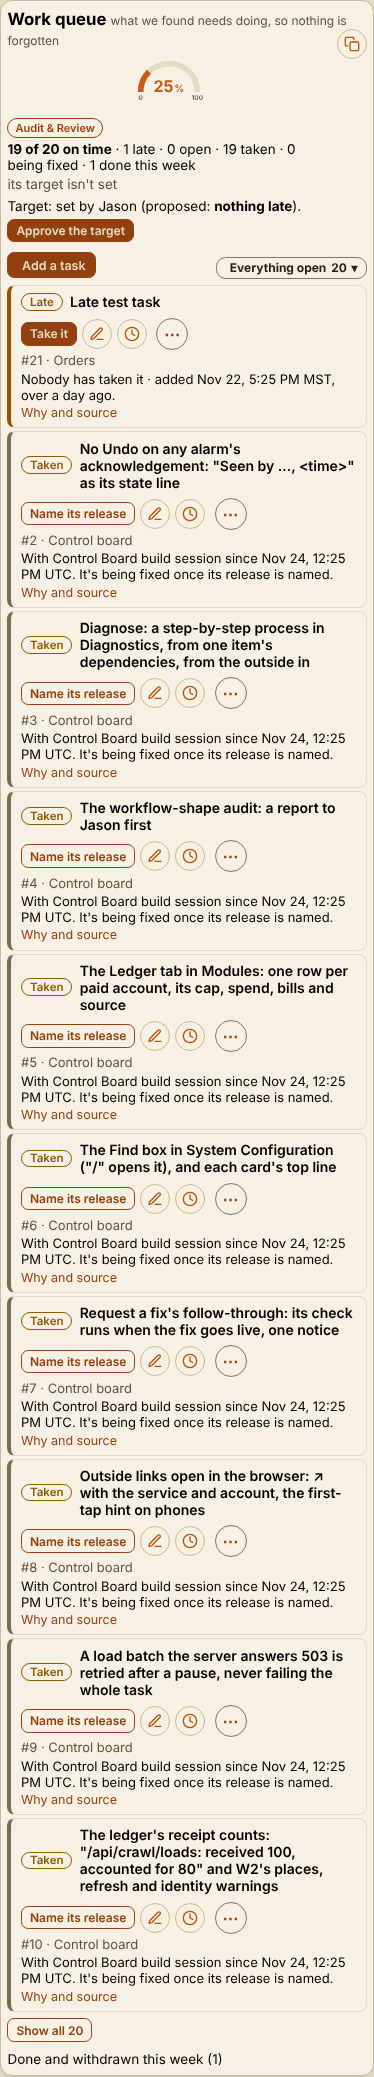 Work queue what we found needs doing, so nothing is
forgotten
25%
0 100
Audit & Review
19 of 20 on time · 1 late · 0 open · 19 taken · 0
being fixed · 1 done this week
its target isn't set
Target: set by Jason (proposed: nothing late).
Approve the target
Add a task
Everything open 20 ▾
Late Late test task
Take it
#21 · Orders
Nobody has taken it · added Nov 22, 5:25 PM MST,
over a day ago.
Why and source
No Undo on any alarm's
Taken acknowledgement: "Seen by ..., <time>"
as its state line
Name its release
#2 · Control board
With Control Board build session since Nov 24, 12:25
PM UTC. It's being fixed once its release is named.
Why and source
Diagnose: a step-by-step process in
Taken Diagnostics, from one item's
dependencies, from the outside in
Name its release
#3 · Control board
With Control Board build session since Nov 24, 12:25
PM UTC. It's being fixed once its release is named.
Why and source
Taken The workflow-shape audit: a report to
Jason first
Name its release
#4 · Control board
With Control Board build session since Nov 24, 12:25
PM UTC. It's being fixed once its release is named.
Why and source
The Ledger tab in Modules: one row per
Taken paid account, its cap, spend, bills and
source
Name its release
#5 · Control board
With Control Board build session since Nov 24, 12:25
PM UTC. It's being fixed once its release is named.
Why and source
Taken The Find box in System Configuration
("/" opens it), and each card's top line
Name its release
#6 · Control board
With Control Board build session since Nov 24, 12:25
PM UTC. It's being fixed once its release is named.
Why and source
Taken Request a fix's follow-through: its check
runs when the fix goes live, one notice
Name its release
#7 · Control board
With Control Board build session since Nov 24, 12:25
PM UTC. It's being fixed once its release is named.
Why and source
Outside links open in the browser: ↗
Taken with the service and account, the first-
tap hint on phones
Name its release
#8 · Control board
With Control Board build session since Nov 24, 12:25
PM UTC. It's being fixed once its release is named.
Why and source
A load batch the server answers 503 is
Taken retried after a pause, never failing the
whole task
Name its release
#9 · Control board
With Control Board build session since Nov 24, 12:25
PM UTC. It's being fixed once its release is named.
Why and source
The ledger's receipt counts:
Taken "/api/crawl/loads: received 100,
accounted for 80" and W2's places,
refresh and identity warnings
Name its release
#10 · Control board
With Control Board build session since Nov 24, 12:25
PM UTC. It's being fixed once its release is named.
Why and source
Show all 20
Done and withdrawn this week (1)